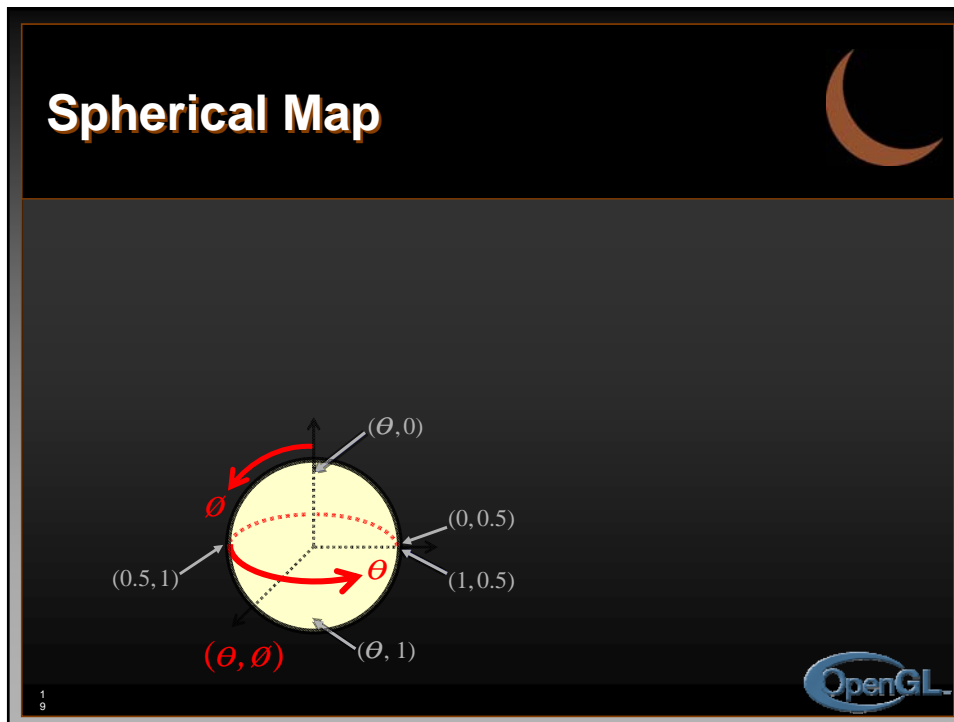 Spherical Map
(θ,0)
ø
(0,0.5)
θ
(0.5,1)
(1,0.5)
(θ,ø)
(θ, 1)
1
9
OpenGL